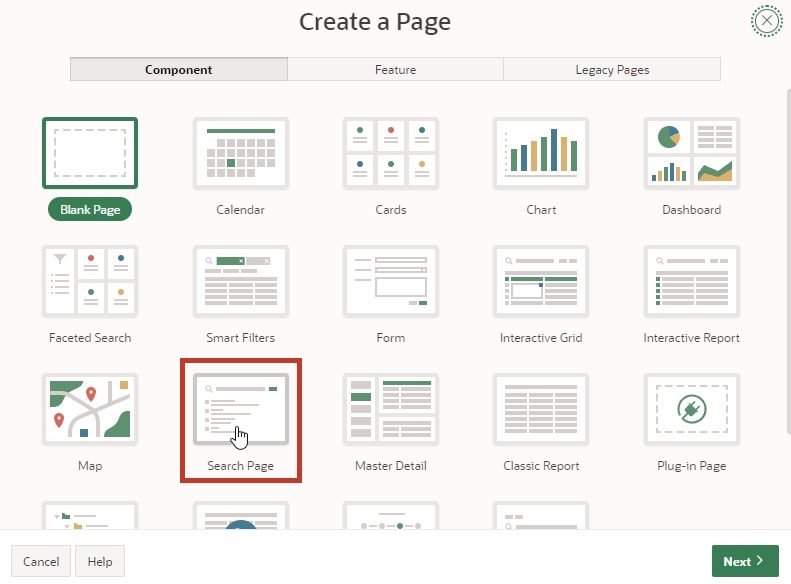 Create a Page
Component
Feature
Legacy Pages
Blank Page
Calendar
Cards
Chart
Dashboard
Faceted Search
Smart Filters
Form
Interactive Grid
Interactive Report
Map
Search Page
Master Detail
Classic Report
Plug-in Page
Cancel
Help
Next